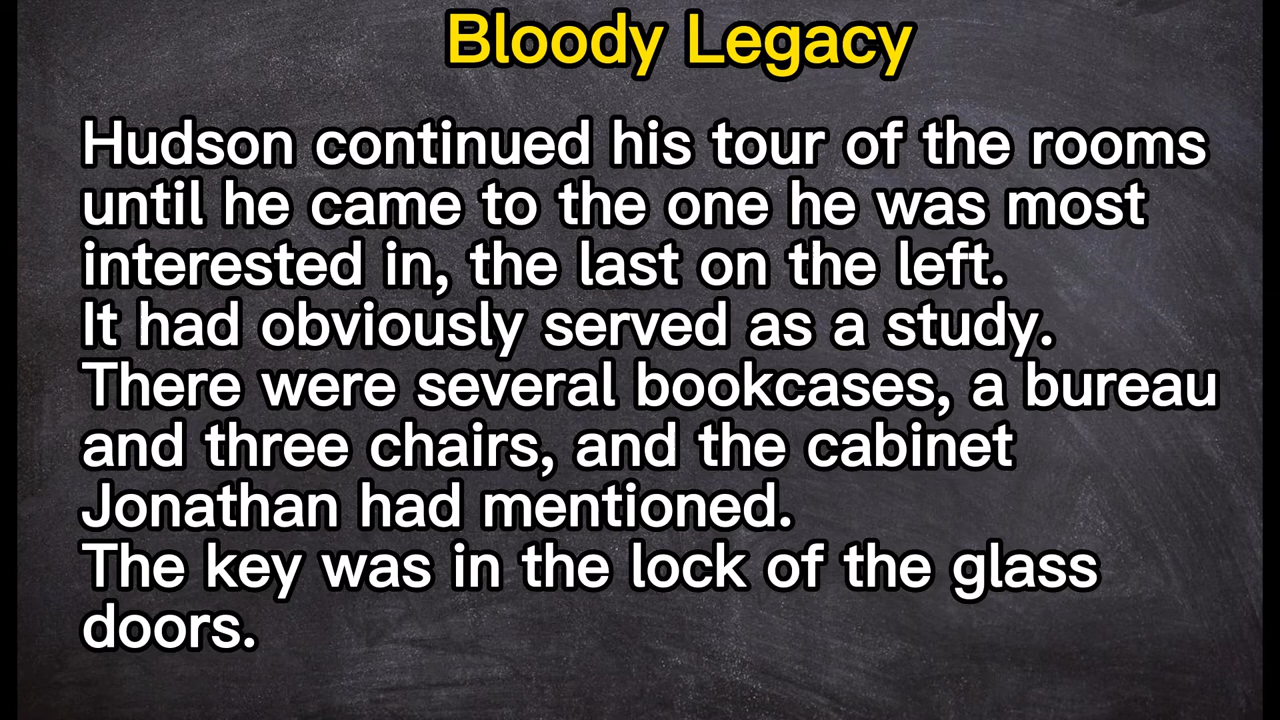 Bloody Legacy
Hudson continued his tour of the rooms
until he came to the one he was most
interested in, the last on the left.
It had obviously served as a study.
There were several bookcases, a bureau
and three chairs, and the cabinet
Jonathan had mentioned.
The key was in the lock of the glass
doors.